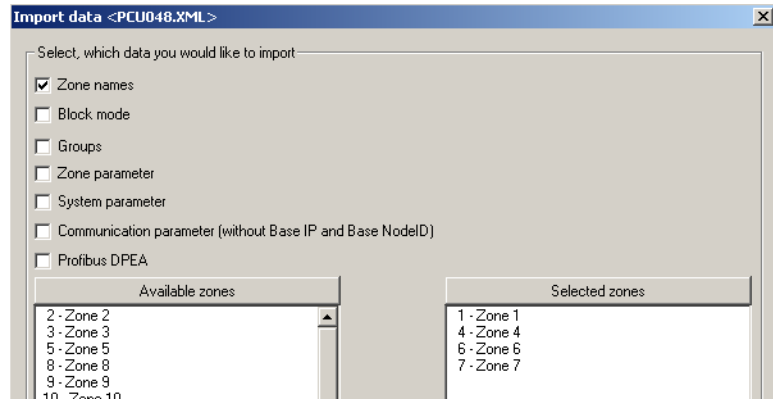 Import data <PCU048.XML>
Select, which data you would like to import
Zone names
Block mode
Groups
Zone parameter
System parameter
Communication parameter (without Base IP and Base NodeID)
Profibus DPEA
Available zones
2 - Zone 2
3 - Zone 3
5 - Zone 5
8 - Zone 8
9 - Zone 9
10 - Zone 10
Selected zones
1 - Zone 1
4 - Zone 4
6 - Zone 6
7 - Zone 7